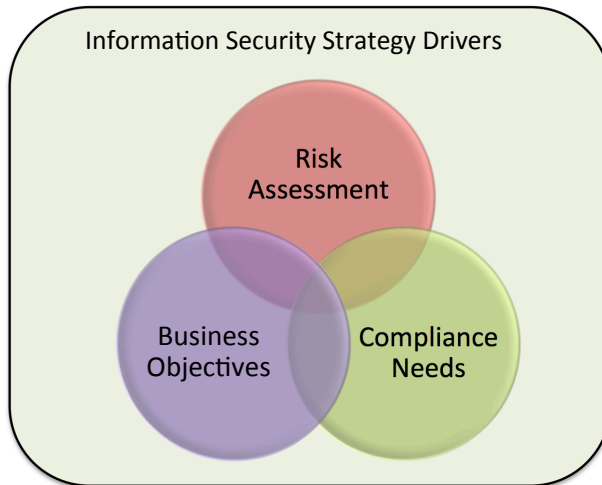 Information Security Strategy Drivers
Risk
Assessment
Business
Objectives
Compliance
Needs